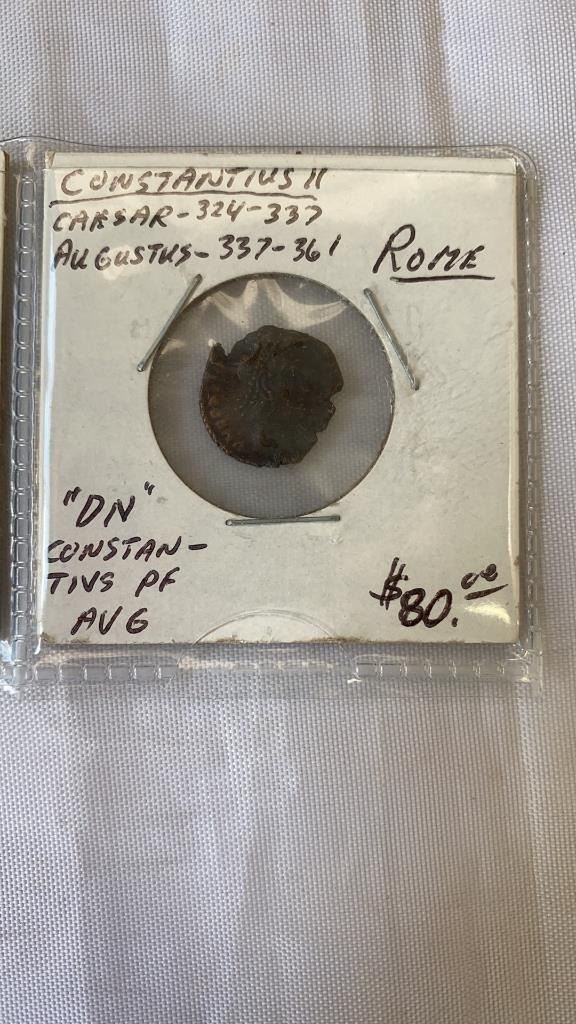 CONSTANTIUS II
CAESAR-324-337
AUGUSTUS-337-361
ROME
"DN"
CONSTAN-
TIVS PF
AVG
$80.00